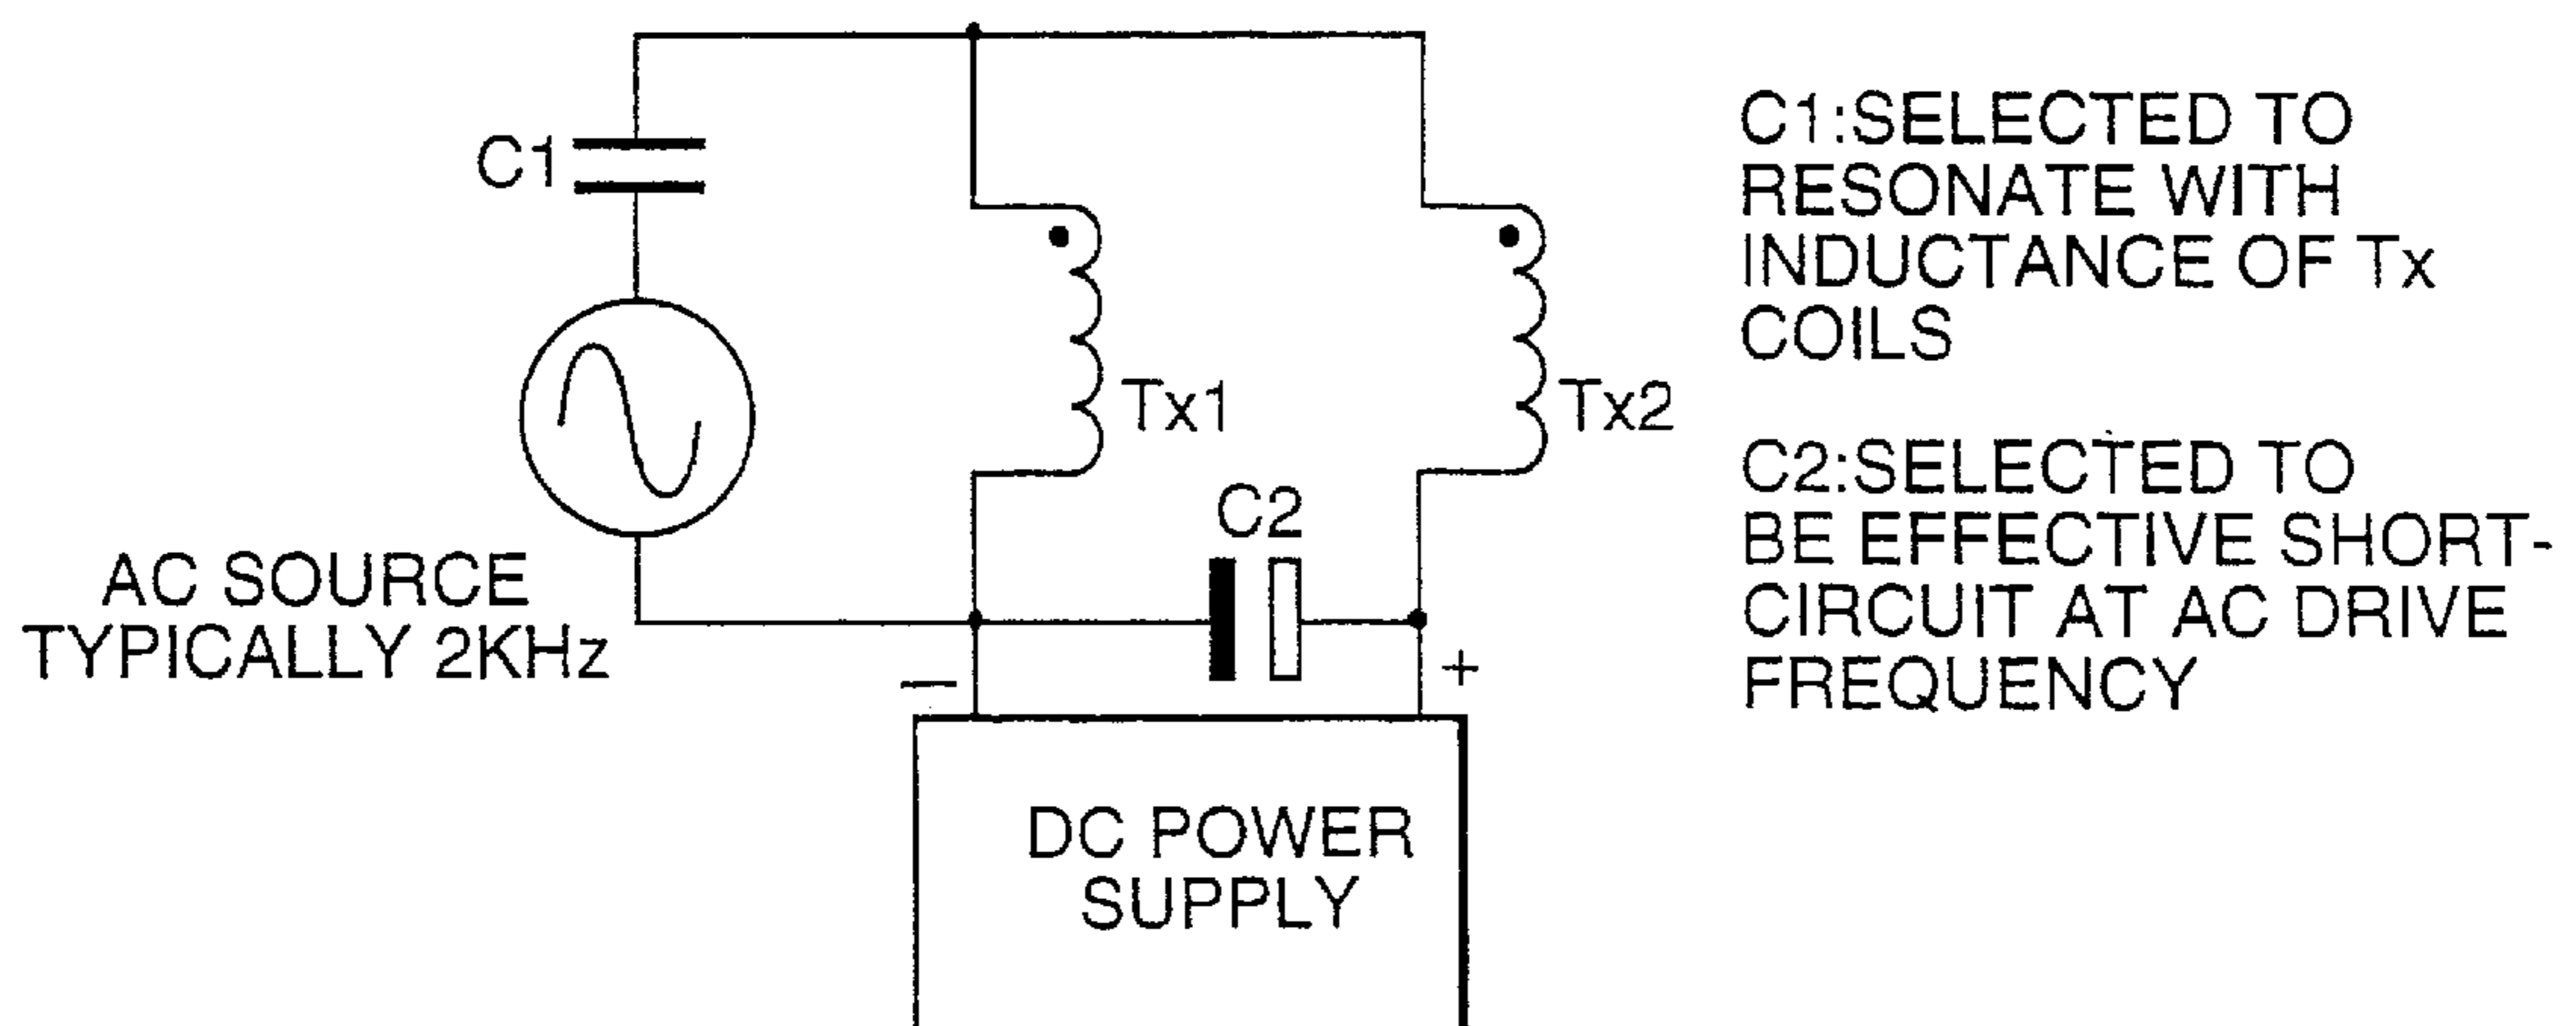 C1
Tx1
Tx2
C2
AC SOURCE
TYPICALLY 2KHz
—
+
DC POWER
SUPPLY
C1:SELECTED TO
RESONATE WITH
INDUCTANCE OF Tx
COILS
C2:SELECTED TO
BE EFFECTIVE SHORT-
CIRCUIT AT AC DRIVE
FREQUENCY